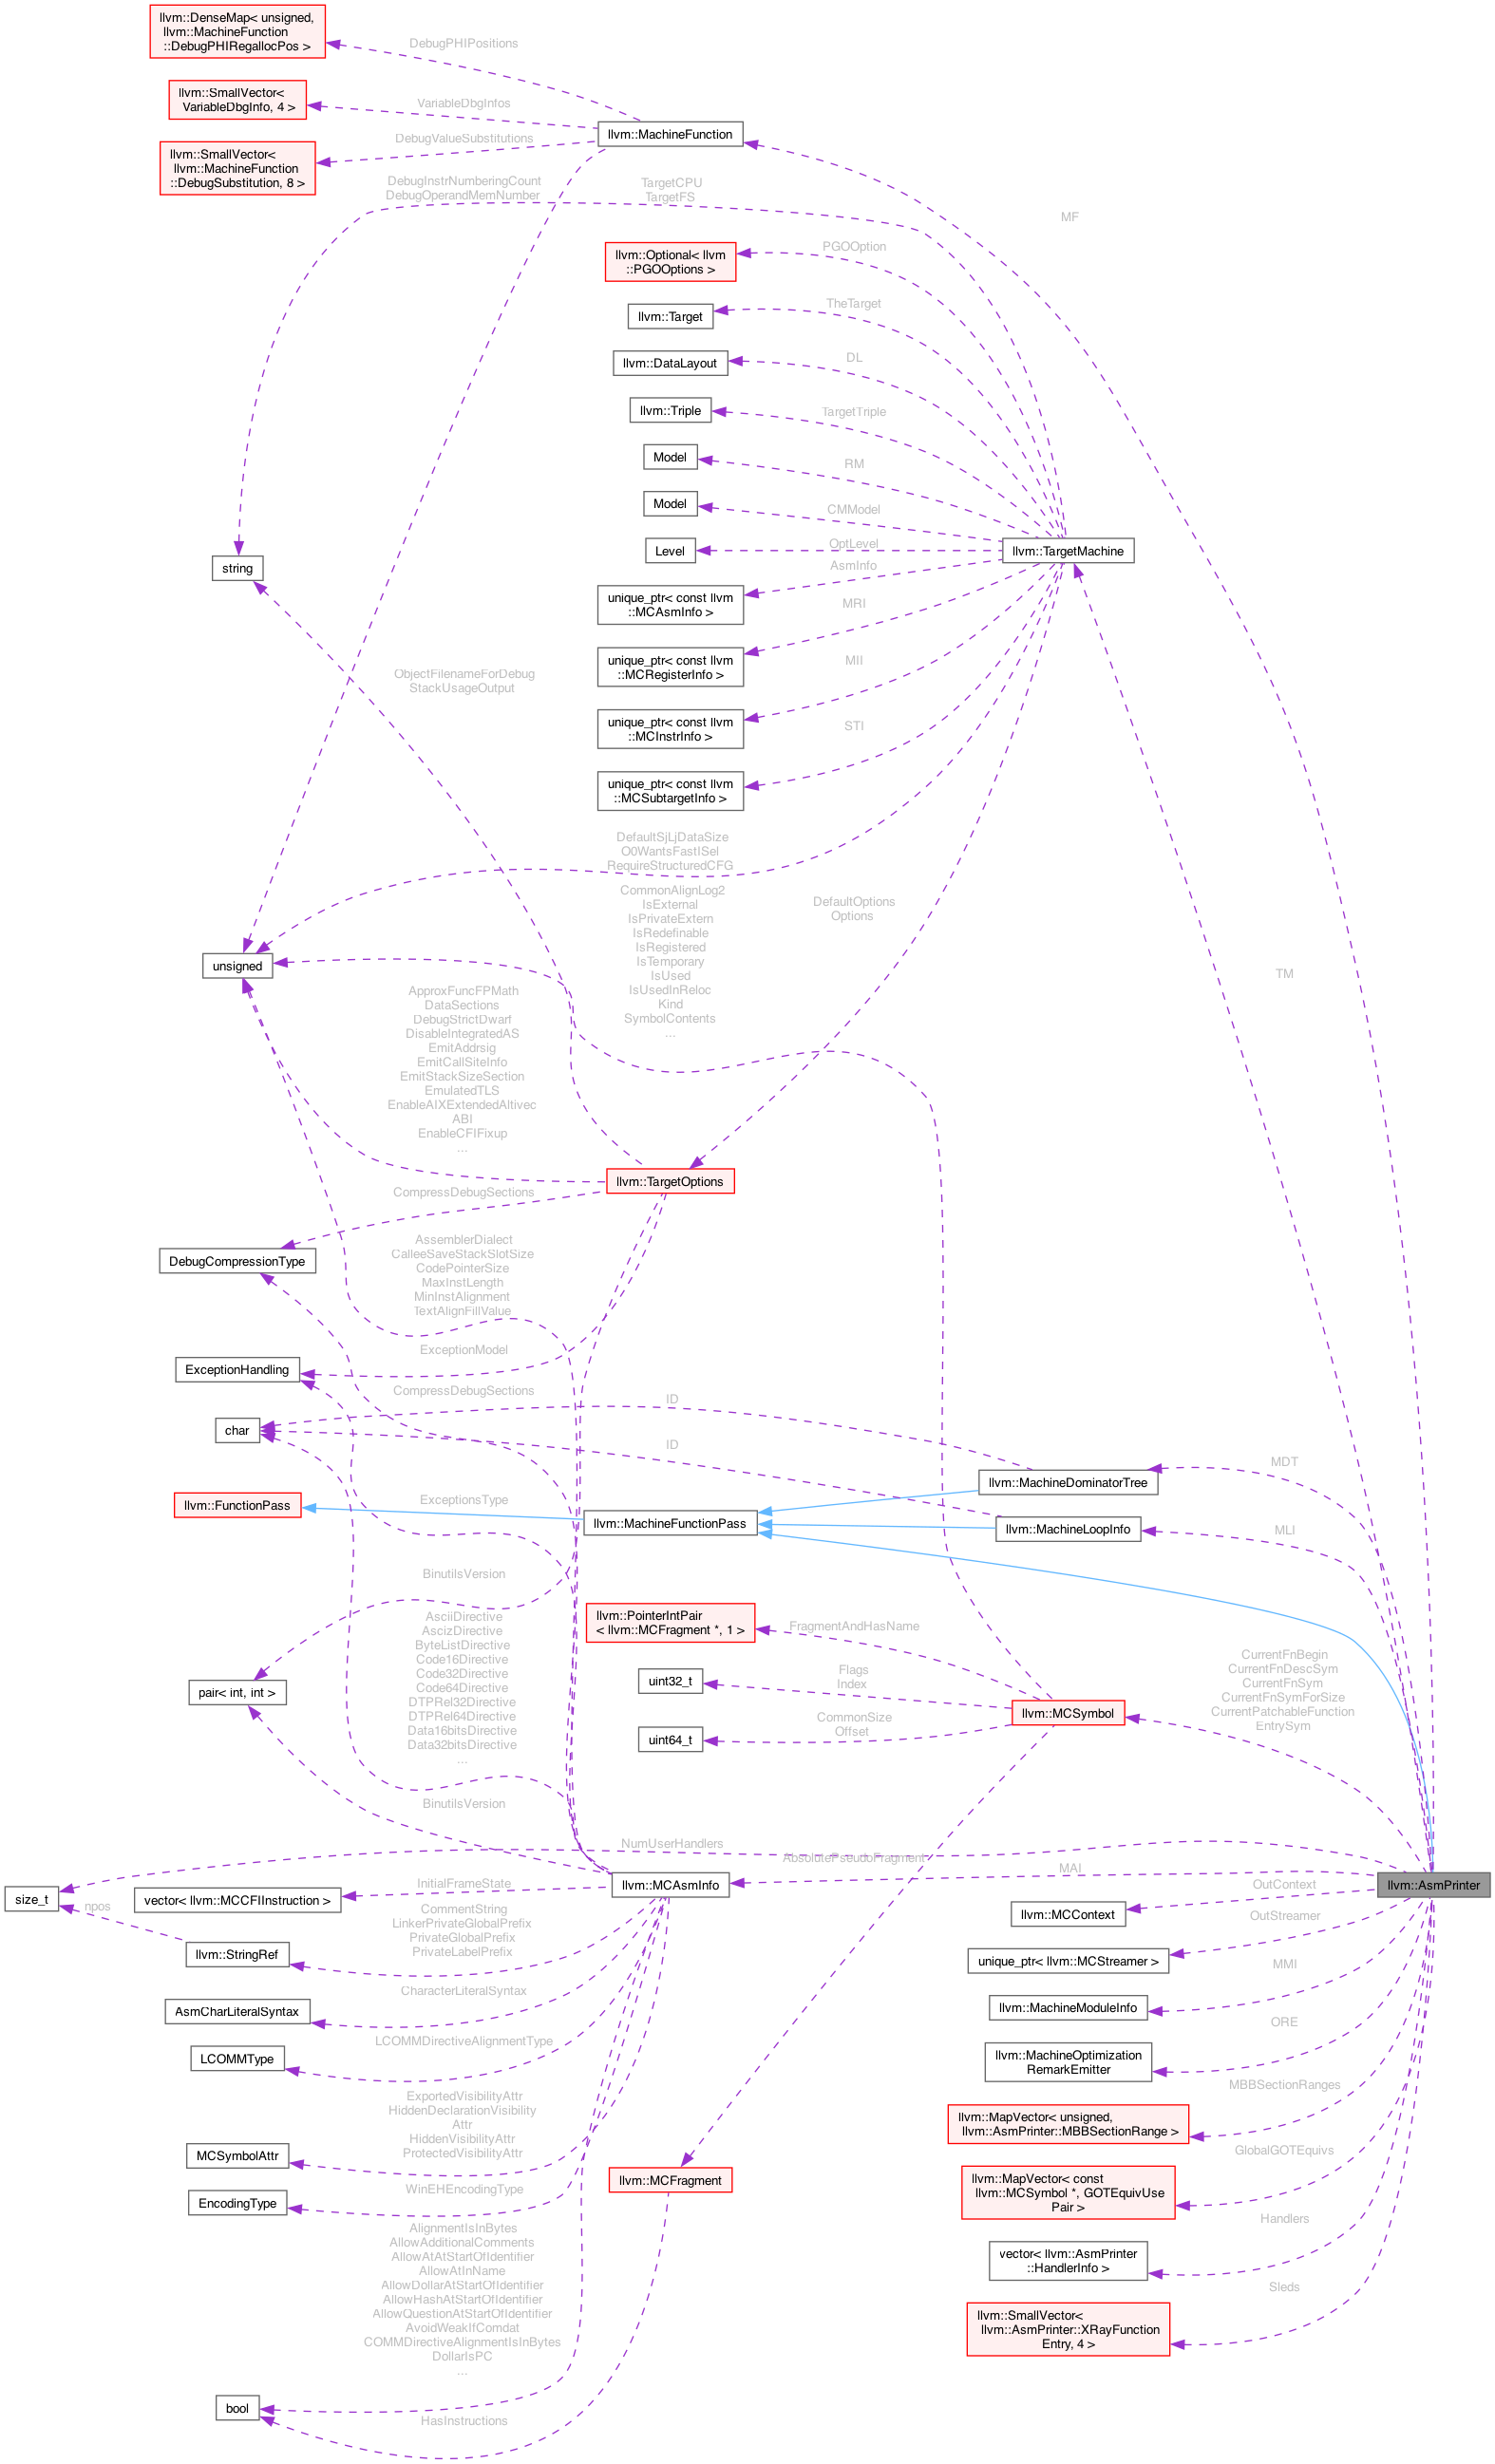 llvm::DenseMap< unsigned,
llvm::MachineFunction
::DebugPHIRegallocPos >
DebugPHIPositions
llvm::SmallVector<
VariableDbgInfo, 4 >
VariableDbgInfos
llvm::MachineFunction
DebugValueSubstitutions
llvm::SmallVector<
llvm::MachineFunction
::DebugSubstitution, 8 >
DebugInstrNumberingCount
DebugOperandMemNumber
TargetCPU
TargetFS
MF
llvm::Optional< llvm
::PGOOptions >
PGOOption
llvm::Target
TheTarget
llvm::DataLayout
DL
llvm::Triple
TargetTriple
Model
RM
Model
CMModel
Level
OptLevel
llvm::TargetMachine
string
AsmInfo
unique_ptr< const llvm
::MCAsmInfo >
MRI
unique_ptr< const llvm
::MCRegisterInfo >
MII
ObjectFilenameForDebug
StackUsageOutput
unique_ptr< const llvm
::MCInstrInfo >
STI
unique_ptr< const llvm
::MCSubtargetInfo >
DefaultSjLjDataSize
O0WantsFastISel
RequireStructuredCFG
CommonAlignLog2
IsExternal
IsPrivateExtern
IsRedefinable
IsRegistered
IsTemporary
IsUsed
IsUsedInReloc
Kind
SymbolContents
...
DefaultOptions
Options
TM
unsigned
ApproxFuncFPMath
DataSections
DebugStrictDwarf
DisableIntegratedAS
EmitAddrsig
EmitCallSiteInfo
EmitStackSizeSection
EmulatedTLS
EnableAIXExtendedAltivec
ABI
EnableCFIFixup
...
llvm::TargetOptions
CompressDebugSections
DebugCompressionType
AssemblerDialect
CalleeSaveStackSlotSize
CodePointerSize
MaxInstLength
MinInstAlignment
TextAlignFillValue
ExceptionModel
ExceptionHandling
CompressDebugSections
char
ID
ID
MDT
llvm::MachineDominatorTree
llvm::FunctionPass
ExceptionsType
llvm::MachineFunctionPass
llvm::MachineLoopInfo
MLI
BinutilsVersion
AsciiDirective
AscizDirective
ByteListDirective
Code16Directive
Code32Directive
Code64Directive
DTPRel32Directive
DTPRel64Directive
Data16bitsDirective
Data32bitsDirective
...
llvm::PointerIntPair
< llvm::MCFragment *, 1 >
FragmentAndHasName
pair< int, int >
uint32_t
Flags
Index
llvm::MCSymbol
uint64_t
CommonSize
Offset
CurrentFnBegin
CurrentFnDescSym
CurrentFnSym
CurrentFnSymForSize
CurrentPatchableFunction
EntrySym
BinutilsVersion
NumUserHandlers
AbsolutePseudoFragment
MAI
size_t
npos
vector< llvm::MCCFIInstruction >
InitialFrameState
llvm::MCAsmInfo
llvm::AsmPrinter
OutContext
llvm::MCContext
llvm::StringRef
CommentString
LinkerPrivateGlobalPrefix
PrivateGlobalPrefix
PrivateLabelPrefix
OutStreamer
unique_ptr< llvm::MCStreamer >
AsmCharLiteralSyntax
CharacterLiteralSyntax
MMI
llvm::MachineModuleInfo
LCOMMType
LCOMMDirectiveAlignmentType
ORE
llvm::MachineOptimization
RemarkEmitter
MCSymbolAttr
ExportedVisibilityAttr
HiddenDeclarationVisibility
Attr
HiddenVisibilityAttr
ProtectedVisibilityAttr
MBBSectionRanges
llvm::MapVector< unsigned,
llvm::AsmPrinter::MBBSectionRange >
llvm::MCFragment
EncodingType
WinEHEncodingType
GlobalGOTEquivs
llvm::MapVector< const
llvm::MCSymbol *, GOTEquivUse
Pair >
AlignmentIsInBytes
AllowAdditionalComments
AllowAtAtStartOfIdentifier
AllowAtInName
AllowDollarAtStartOfIdentifier
AllowHashAtStartOfIdentifier
AllowQuestionAtStartOfIdentifier
AvoidWeakIfComdat
COMMDirectiveAlignmentIsInBytes
DollarIsPC
...
Handlers
vector< llvm::AsmPrinter
::HandlerInfo >
Sleds
llvm::SmallVector<
llvm::AsmPrinter::XRayFunction
Entry, 4 >
bool
HasInstructions